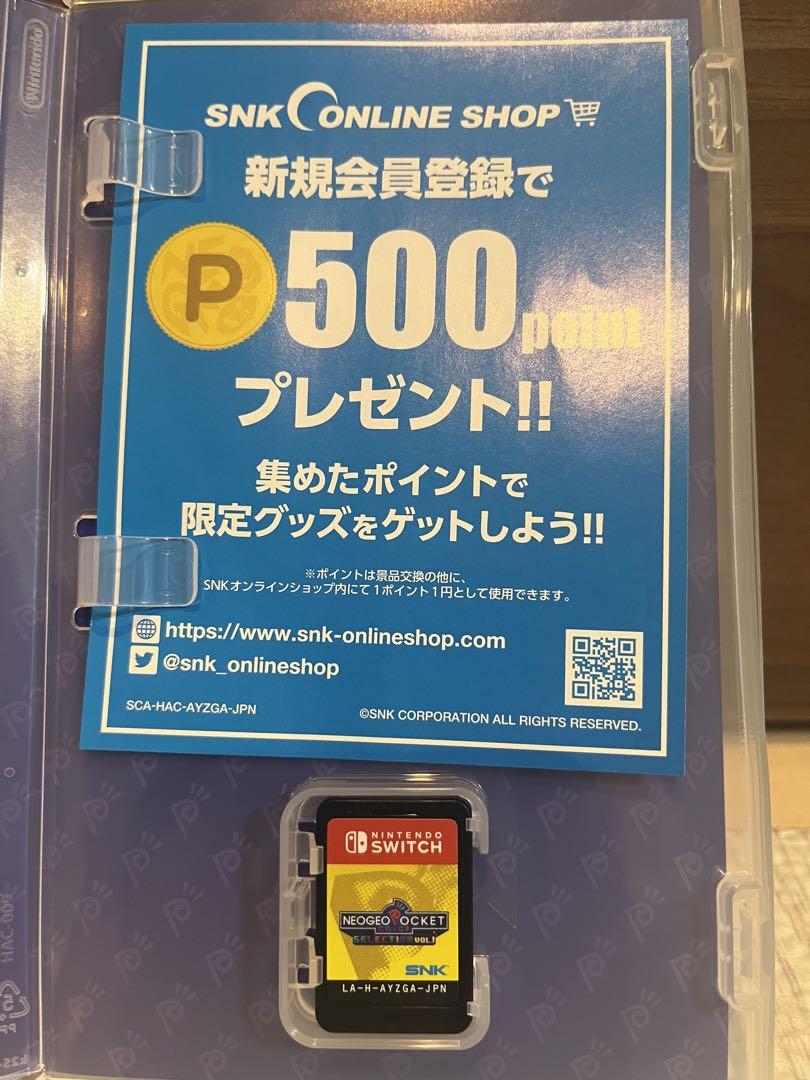 Nintendo
SNK ONLINE SHOP
新規会員登録で
P 500 point
プレゼント!!
集めたポイントで
限定グッズをゲットしよう!!
※ポイントは景品交換の他に、
SNKオンラインショップ内にて1ポイント1円として使用できます。
https://www.snk-onlineshop.com
@snk_onlineshop
SCA-HAC-AYZGA-JPN
©SNK CORPORATION ALL RIGHTS RESERVED.
NINTENDO
SWITCH
NEOGEO POCKET
COLOR
SELECTION VOL.1
SNK
LA-H-AYZGA-JPN